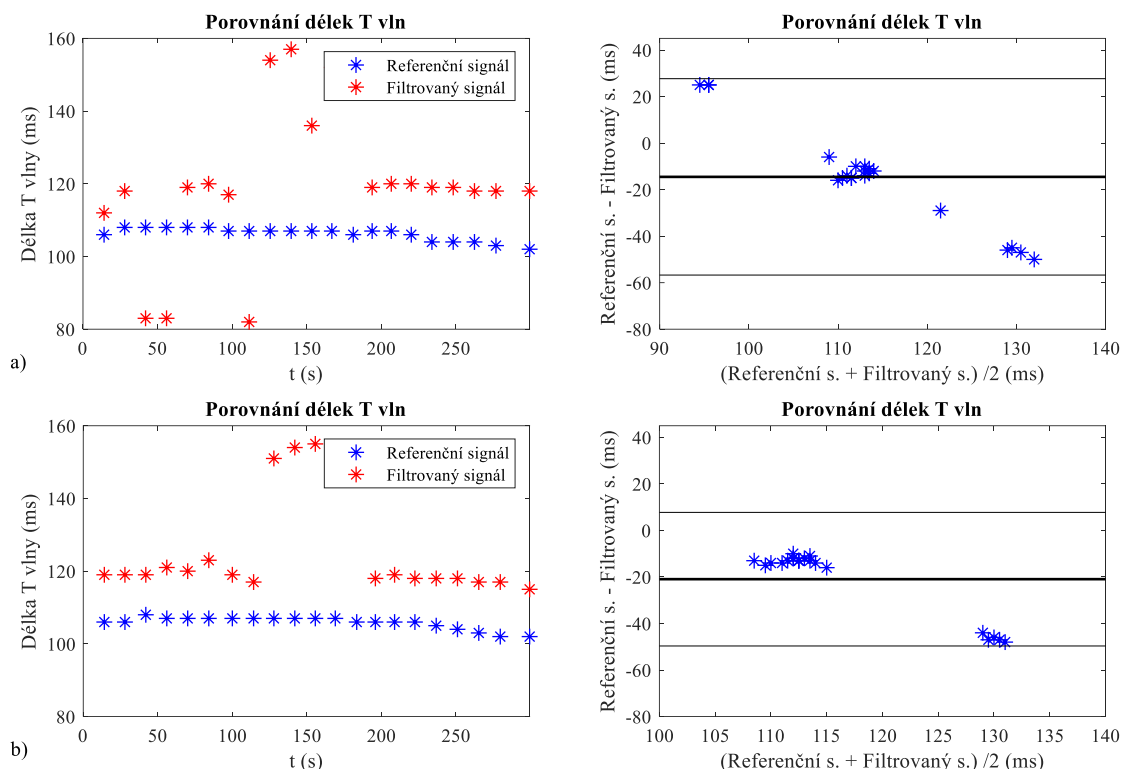 Porovnání délek T vln
Délka T vlny (ms)
160
140
120
100
80
0
50
100
150
200
250
t (s)
Referenční signál
Filtrovaný signál
a)
Porovnání délek T vln
Referenční s. - Filtrovaný s. (ms)
40
20
0
-20
-40
-60
-80
90
100
110
120
130
140
(Referenční s. + Filtrovaný s.) /2 (ms)
Porovnání délek T vln
Délka T vlny (ms)
160
140
120
100
80
0
50
100
150
200
250
t (s)
Referenční signál
Filtrovaný signál
b)
Porovnání délek T vln
Referenční s. - Filtrovaný s. (ms)
40
20
0
-20
-40
-60
-80
100
105
110
115
120
125
130
135
140
(Referenční s. + Filtrovaný s.) /2 (ms)